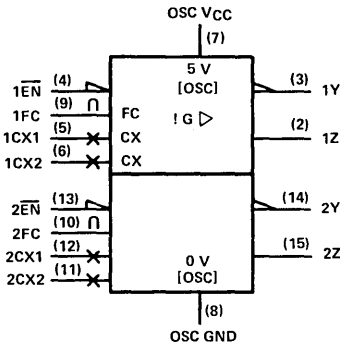 OSC VCC
(7)
5 V
[OSC]
1EN (4) (3) 1Y
1FC (9) FC ! G
1CX1 (5) CX (2) 1Z
1CX2 (6) CX
2EN (13) (14) 2Y
2FC (10)
2CX1 (12) (15) 2Z
2CX2 (11)
0 V
[OSC]
(8)
OSC GND